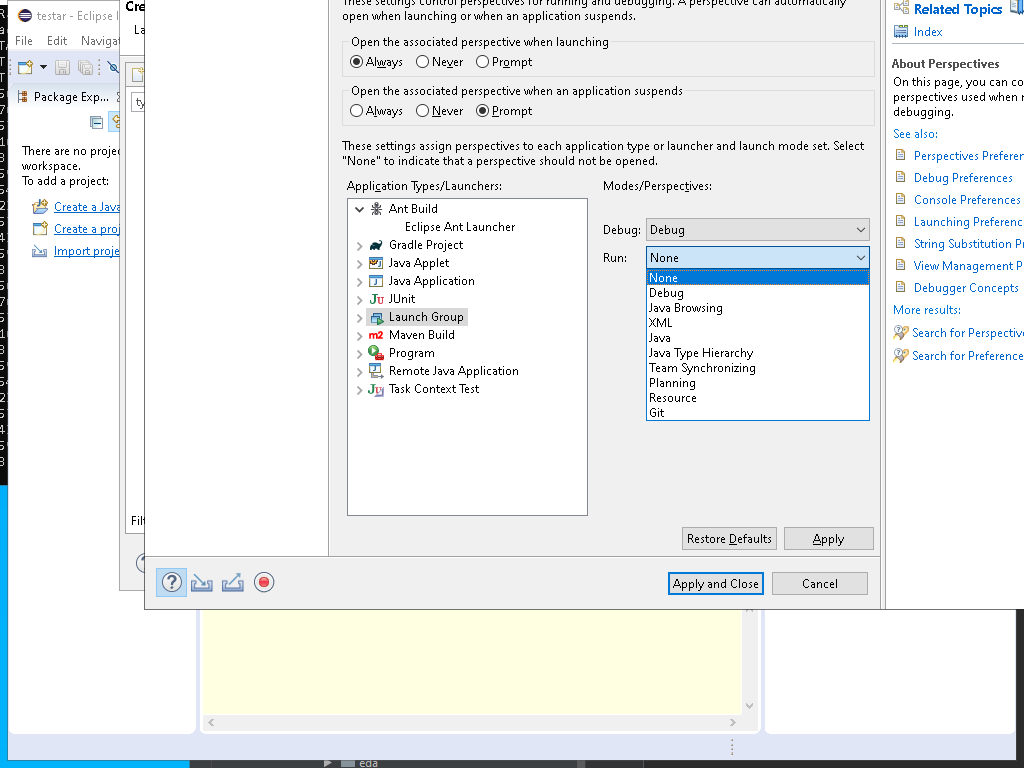 testar - Eclipse I
File Edit Navigat
Package Exp...
There are no proje
workspace.
To add a project:
Create a Java
Create a proj
Import proje
Cre
La
ty
Filt
These settings control perspectives for running and debugging. A perspective can automatically
open when launching or when an application suspends.
Open the associated perspective when launching
Always Never Prompt
Open the associated perspective when an application suspends
Always Never Prompt
These settings assign perspectives to each application type or launcher and launch mode set. Select
"None" to indicate that a perspective should not be opened.
Application Types/Launchers:
Ant Build
Eclipse Ant Launcher
Gradle Project
Java Applet
Java Application
JUnit
Launch Group
Maven Build
Program
Remote Java Application
Task Context Test
Modes/Perspectives:
Debug: Debug
Run: None
None
Debug
Java Browsing
XML
Java
Java Type Hierarchy
Team Synchronizing
Planning
Resource
Git
Restore Defaults Apply
Apply and Close Cancel
Related Topics
Index
About Perspectives
On this page, you can co
perspectives used when r
debugging.
See also:
Perspectives Preferen
Debug Preferences
Console Preferences
Launching Preferenc
String Substitution Pr
View Management P
Debugger Concepts
More results:
Search for Perspective
Search for Preference
eda